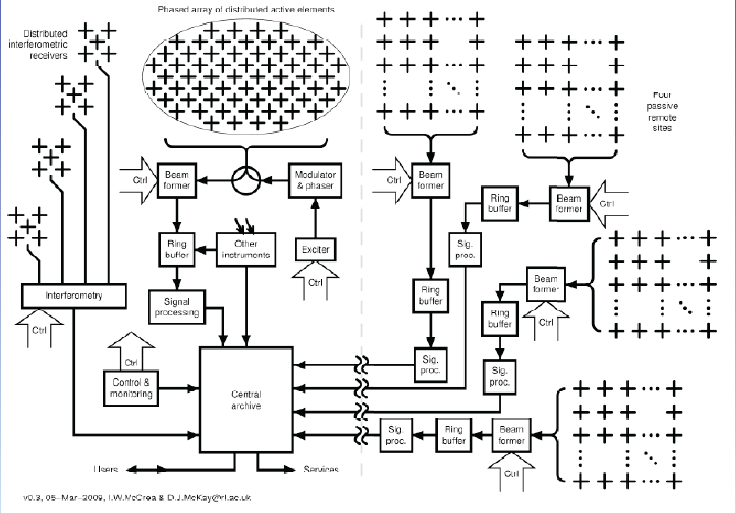 Phased array of distributed active elements
Distributed
interferometric
receivers
Four
passive
remote
sites
Ctrl
Beam
former
Modulator
& phaser
Ctrl
Beam
former
Ring
buffer
Beam
former
Ctrl
Ring
buffer
Other
instruments
Exciter
Sig.
proc.
Ctrl
Interferometry
Ctrl
Signal
processing
Ring
buffer
Beam
former
Ctrl
Ring
buffer
Ctrl
Control &
monitoring
Central
archive
Sig.
proc.
Sig.
proc.
Sig.
proc.
Ring
buffer
Beam
former
Ctrl
Users
Services
v0.3, 05-Mar-2009, I.W.McCrea & D.J.McKay@rl.ac.uk